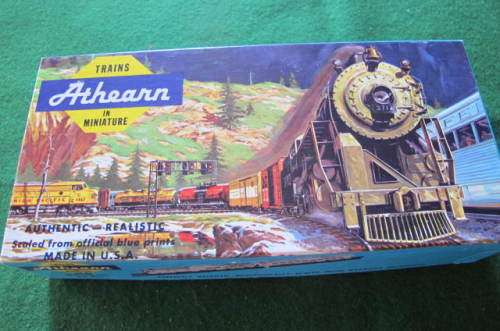 TRAINS
Athearn
IN
MINIATURE
AUTHENTIC - REALISTIC
Scaled from official blue prints
MADE IN U.S.A.